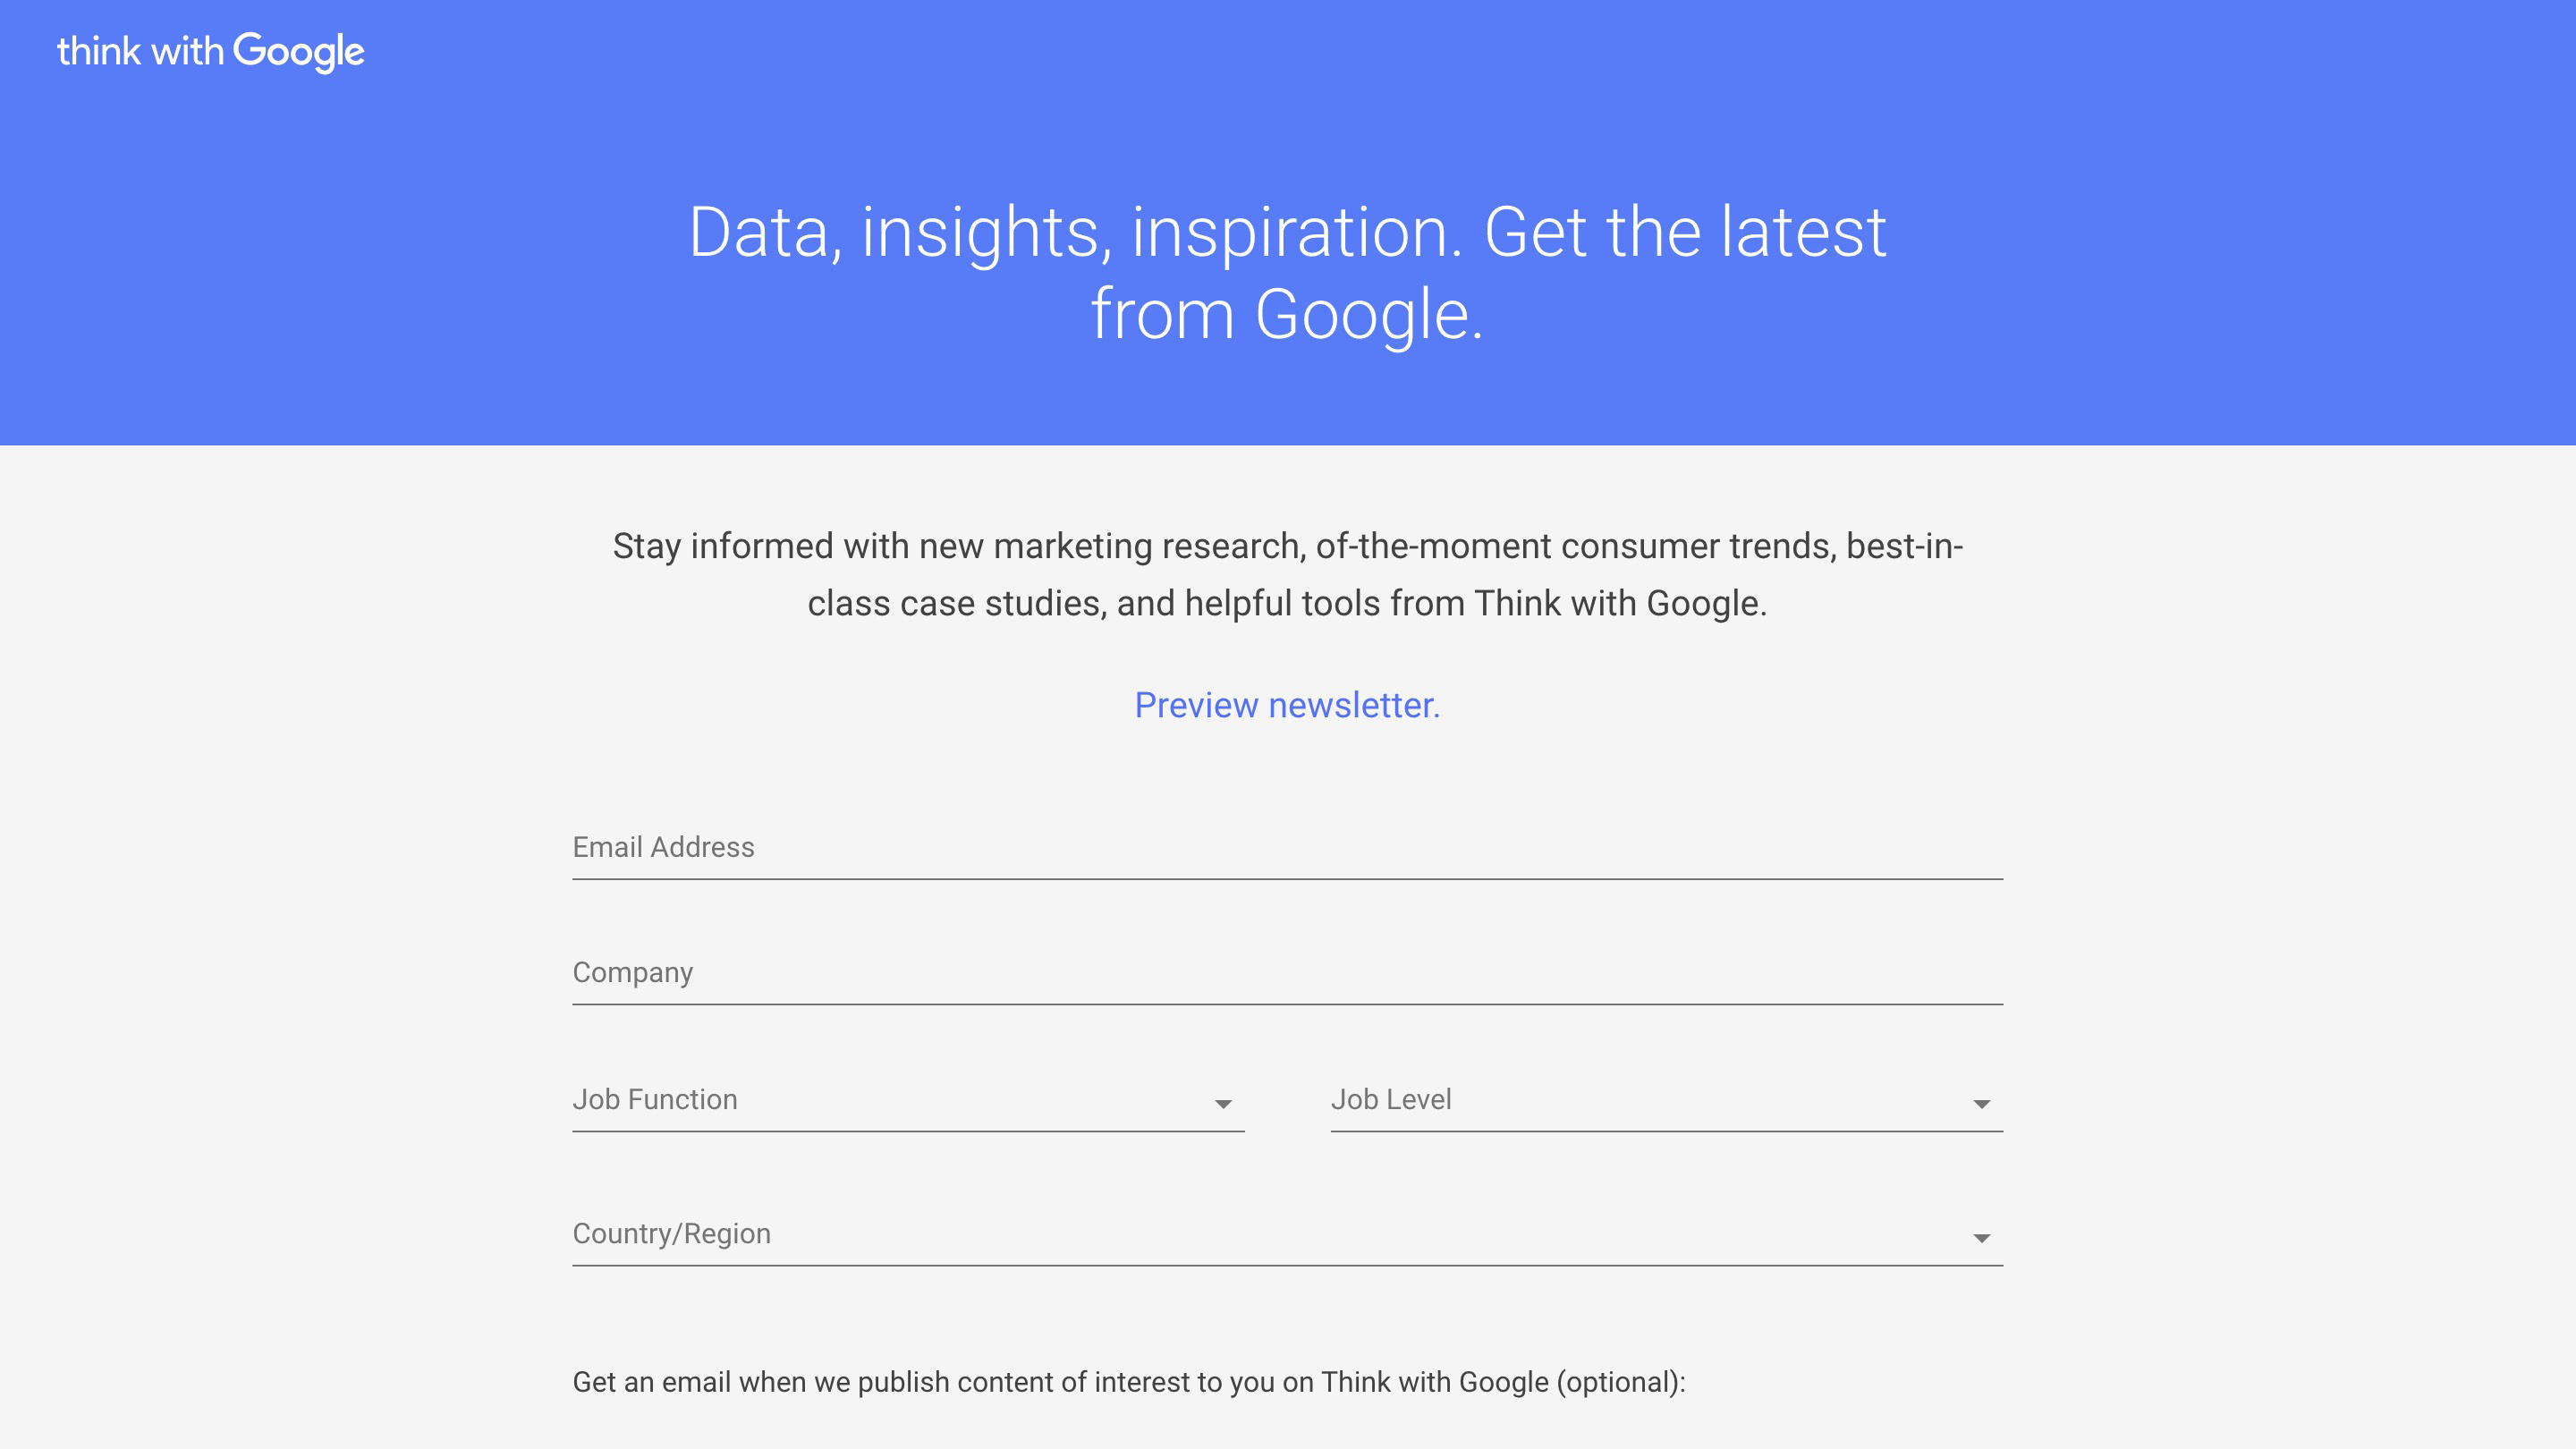 think with Google
Data, insights, inspiration. Get the latest
from Google.
Stay informed with new marketing research, of-the-moment consumer trends, best-in-
class case studies, and helpful tools from Think with Google.
Preview newsletter.
Email Address
Company
Job Function
Job Level
Country/Region
Get an email when we publish content of interest to you on Think with Google (optional):